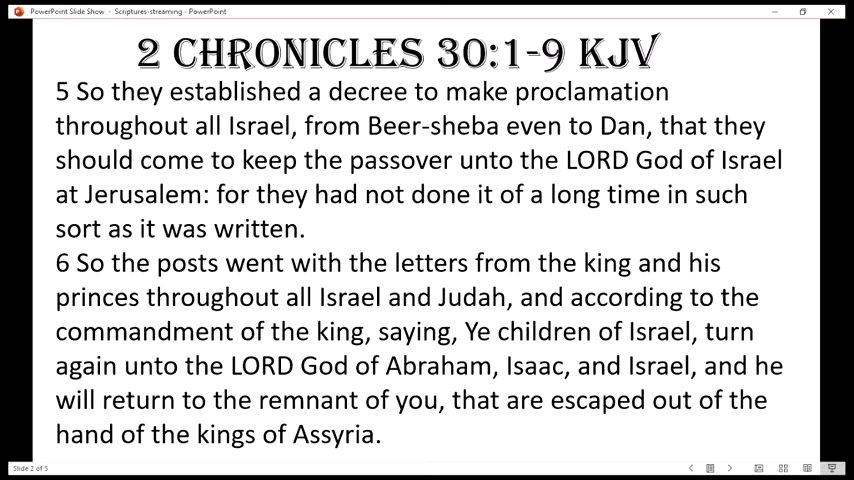 PowerPoint Slide Show - Scriptures-streaming - PowerPoint
2 CHRONICLES 30:1-9 KJV
5 So they established a decree to make proclamation
throughout all Israel, from Beer-sheba even to Dan, that they
should come to keep the passover unto the LORD God of Israel
at Jerusalem: for they had not done it of a long time in such
sort as it was written.
6 So the posts went with the letters from the king and his
princes throughout all Israel and Judah, and according to the
commandment of the king, saying, Ye children of Israel, turn
again unto the LORD God of Abraham, Isaac, and Israel, and he
will return to the remnant of you, that are escaped out of the
hand of the kings of Assyria.
Slide 2 of 5